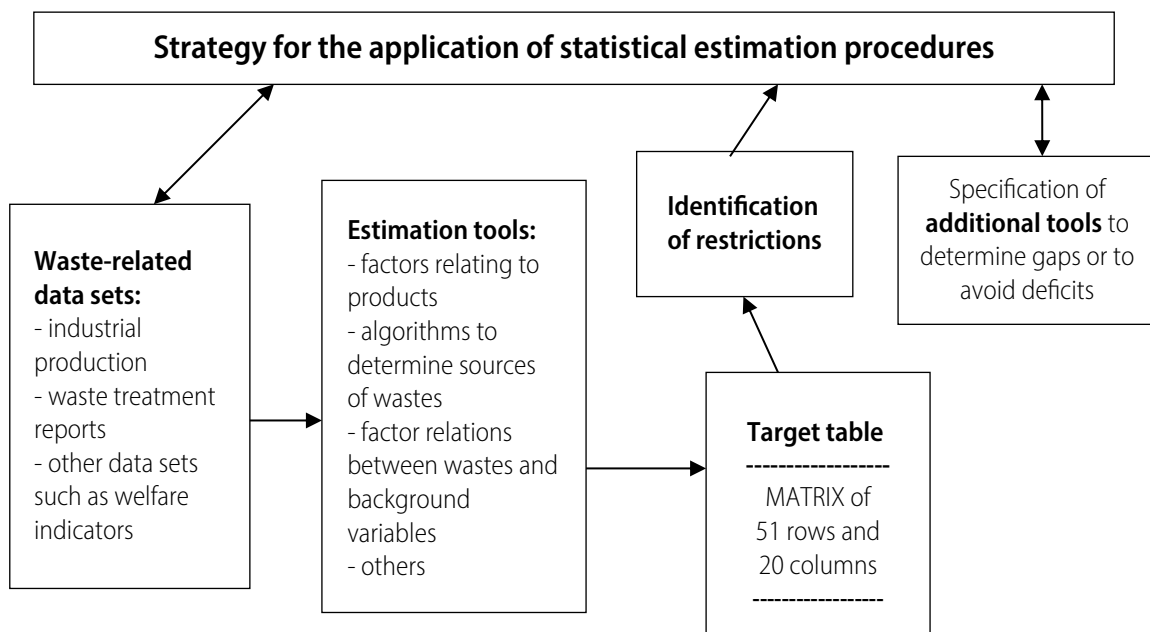 Strategy for the application of statistical estimation procedures
Waste-related
data sets:
- industrial
production
- waste treatment
reports
- other data sets
such as welfare
indicators
Estimation tools:
- factors relating to
products
- algorithms to
determine sources
of wastes
- factor relations
between wastes and
background
variables
- others
Identification
of restrictions
Target table
-------------------
MATRIX of
51 rows and
20 columns
------------------
Specification of
additional tools to
determine gaps or to
avoid deficits